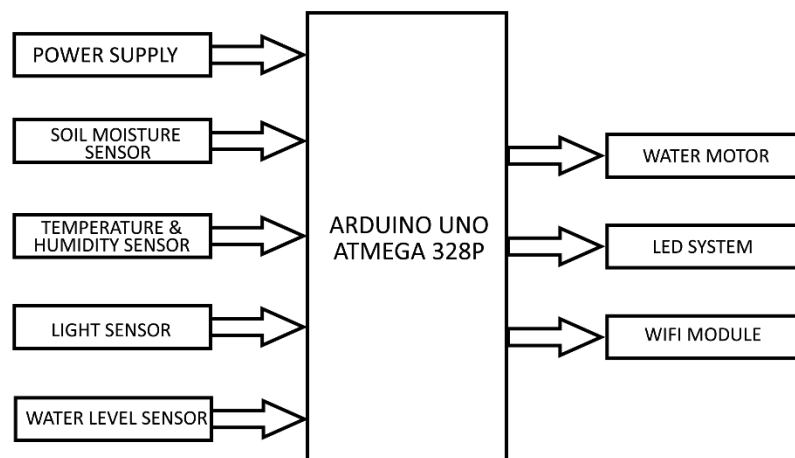 POWER SUPPLY
SOIL MOISTURE
SENSOR
TEMPERATURE &
HUMIDITY SENSOR
LIGHT SENSOR
WATER LEVEL SENSOR
ARDUINO UNO
ATMEGA 328P
WATER MOTOR
LED SYSTEM
WIFI MODULE